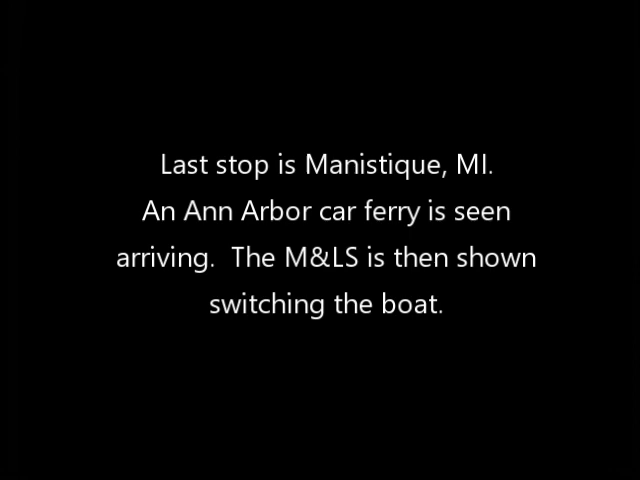 Last stop is Manistique, MI.
An Ann Arbor car ferry is seen
arriving.  The M&LS is then shown
switching the boat.